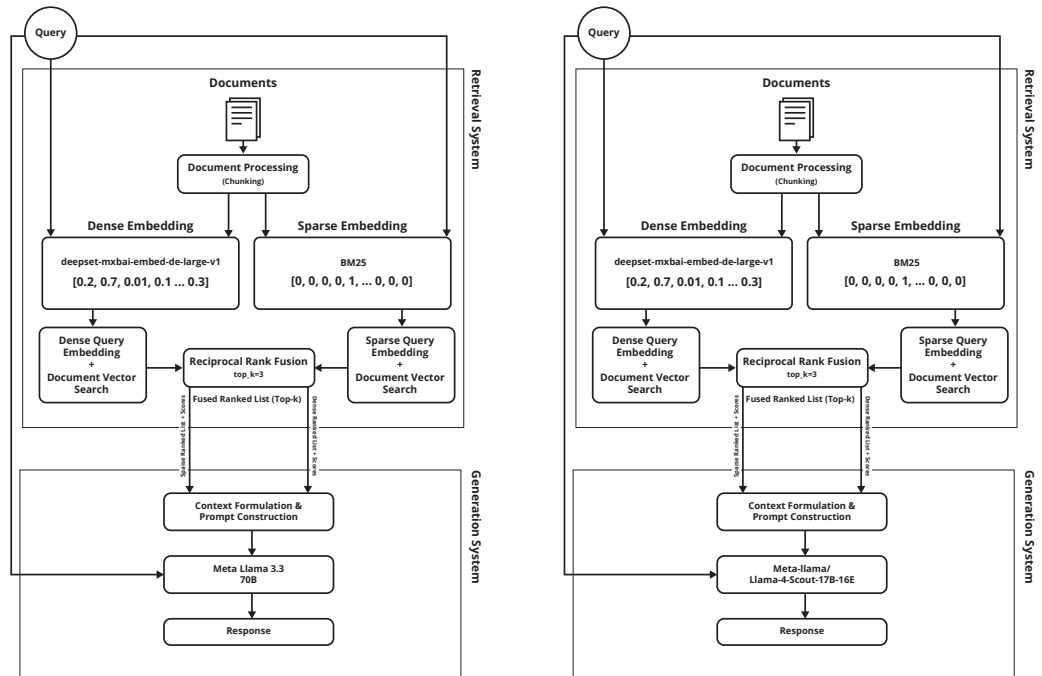 Query
Documents
Retrieval System
Document Processing
(Chunking)
Dense Embedding
Sparse Embedding
deepset-mxbai-embed-de-large-v1
[0.2, 0.7, 0.01, 0.1 ... 0.3]
BM25
[0, 0, 0, 0, 1, ... 0, 0, 0]
Dense Query
Embedding
+
Document Vector
Search
Reciprocal Rank Fusion
top_k=3
Sparse Query
Embedding
+
Document Vector
Search
Fused Ranked List (Top-k)
Sparse Ranked List + Scores
Dense Ranked List + Scores
Generation System
Context Formulation &
Prompt Construction
Meta Llama 3.3
70B
Response
Query
Documents
Retrieval System
Document Processing
(Chunking)
Dense Embedding
Sparse Embedding
deepset-mxbai-embed-de-large-v1
[0.2, 0.7, 0.01, 0.1 ... 0.3]
BM25
[0, 0, 0, 0, 1, ... 0, 0, 0]
Dense Query
Embedding
+
Document Vector
Search
Reciprocal Rank Fusion
top_k=3
Sparse Query
Embedding
+
Document Vector
Search
Fused Ranked List (Top-k)
Sparse Ranked List + Scores
Dense Ranked List + Scores
Generation System
Context Formulation &
Prompt Construction
Meta-llama/
Llama-4-Scout-17B-16E
Response